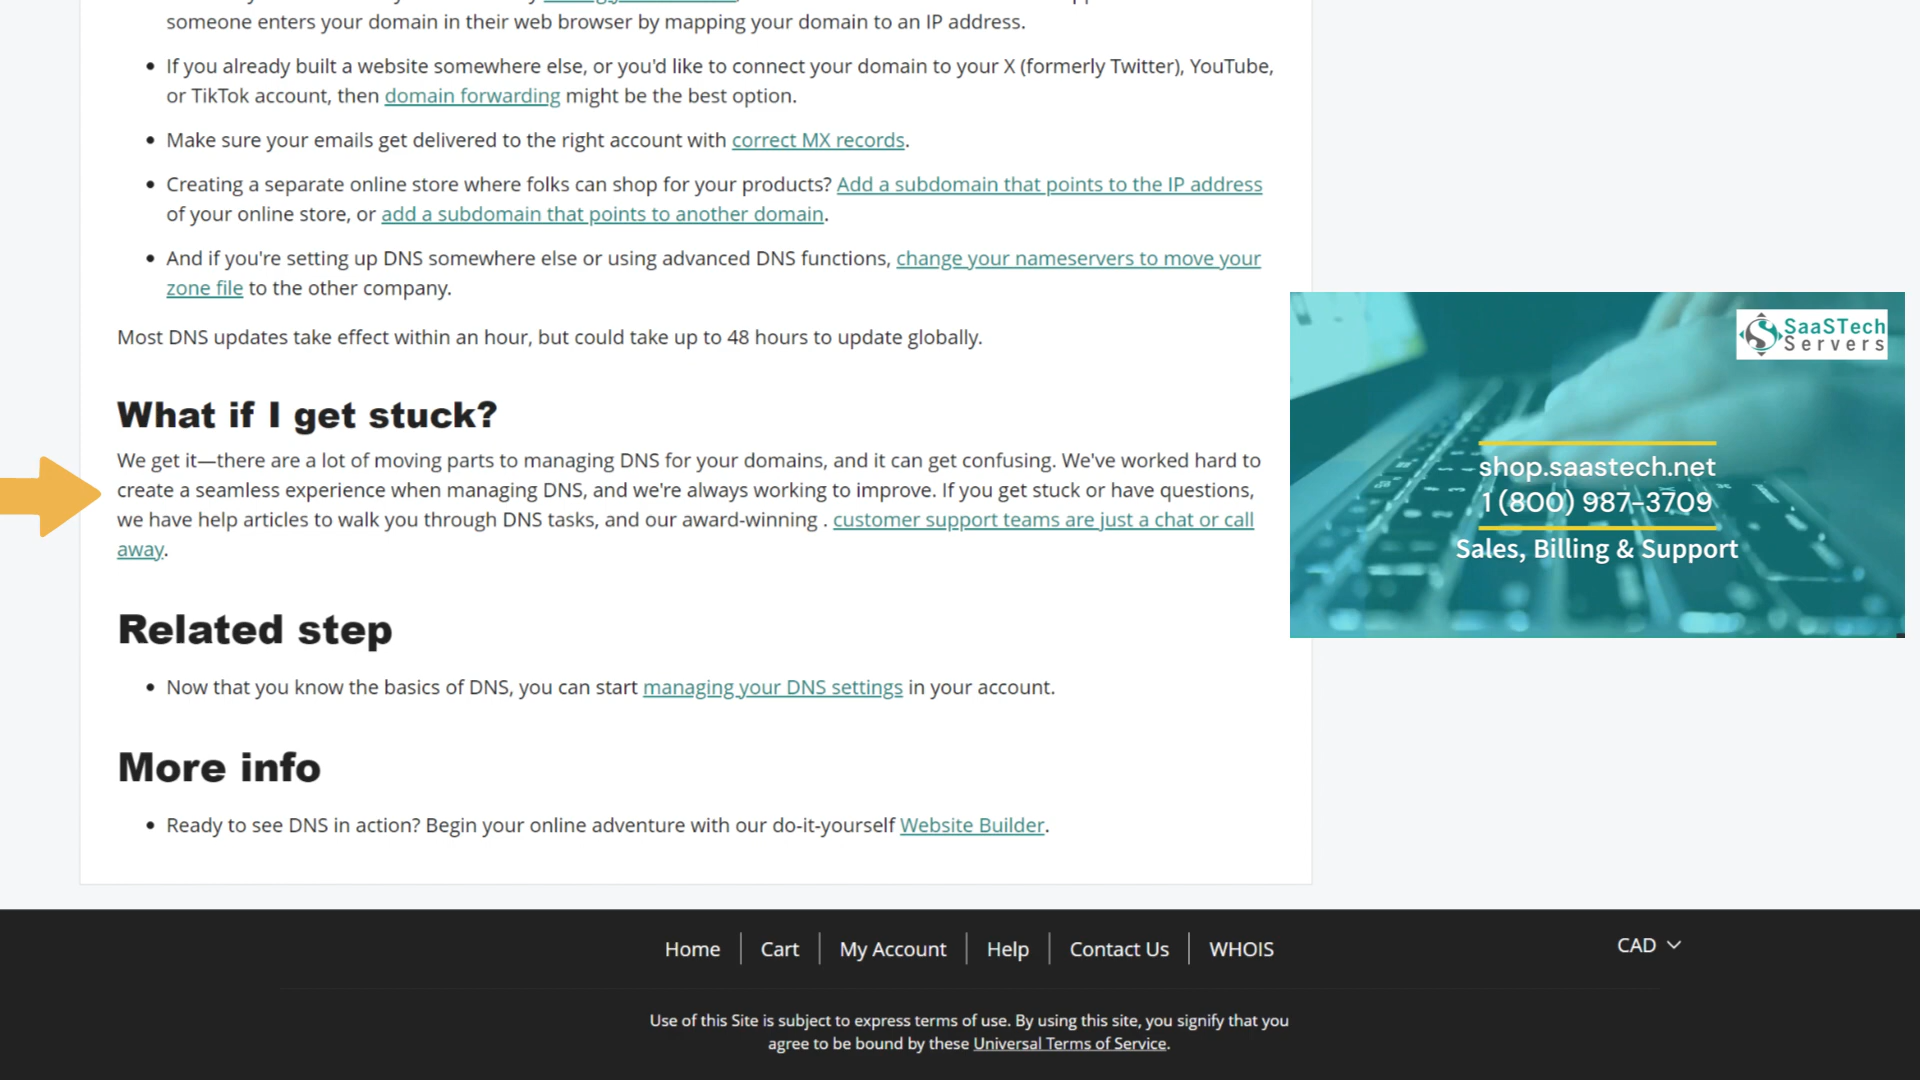 someone enters your domain in their web browser by mapping your domain to an IP address.
If you already built a website somewhere else, or you'd like to connect your domain to your X (formerly Twitter), YouTube,
or TikTok account, then domain forwarding might be the best option.
Make sure your emails get delivered to the right account with correct MX records.
Creating a separate online store where folks can shop for your products? Add a subdomain that points to the IP address
of your online store, or add a subdomain that points to another domain.
And if you're setting up DNS somewhere else or using advanced DNS functions, change your nameservers to move your
zone file to the other company.
Most DNS updates take effect within an hour, but could take up to 48 hours to update globally.
What if I get stuck?
We get it—there are a lot of moving parts to managing DNS for your domains, and it can get confusing. We've worked hard to
create a seamless experience when managing DNS, and we're always working to improve. If you get stuck or have questions,
we have help articles to walk you through DNS tasks, and our award-winning . customer support teams are just a chat or call
away.
Related step
Now that you know the basics of DNS, you can start managing your DNS settings in your account.
More info
Ready to see DNS in action? Begin your online adventure with our do-it-yourself Website Builder.
SaaSTech
Servers
shop.saastech.net
1 (800) 987-3709
Sales, Billing & Support
Home
Cart
My Account
Help
Contact Us
WHOIS
CAD
Use of this Site is subject to express terms of use. By using this site, you signify that you
agree to be bound by these Universal Terms of Service.